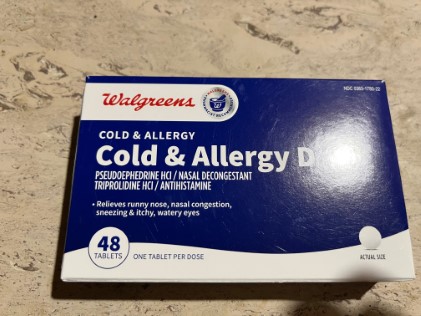 Walgreens
COLD & ALLERGY
Cold & Allergy D
PSEUDOEPHEDRINE HCl / NASAL DECONGESTANT
TRIPROLIDINE HCl / ANTIHISTAMINE
• Relieves runny nose, nasal congestion,
sneezing & itchy, watery eyes
48
TABLETS
ONE TABLET PER DOSE
ACTUAL SIZE